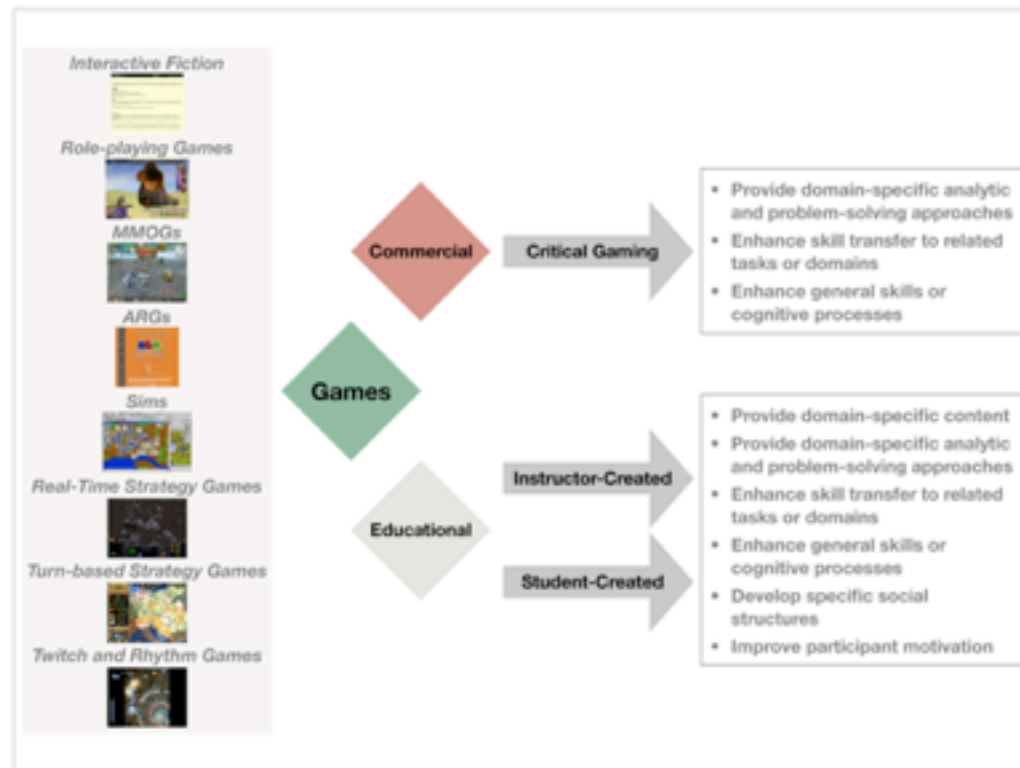 Interactive Fiction
Role-playing Games
MMOGs
ARGs
Sims
Real-Time Strategy Games
Turn-based Strategy Games
Twitch and Rhythm Games
Games
Commercial
Critical Gaming
• Provide domain-specific analytic
and problem-solving approaches
• Enhance skill transfer to related
tasks or domains
• Enhance general skills or
cognitive processes
Educational
Instructor-Created
Student-Created
• Provide domain-specific content
• Provide domain-specific analytic
and problem-solving approaches
• Enhance skill transfer to related
tasks or domains
• Enhance general skills or
cognitive processes
• Develop specific social
structures
• Improve participant motivation